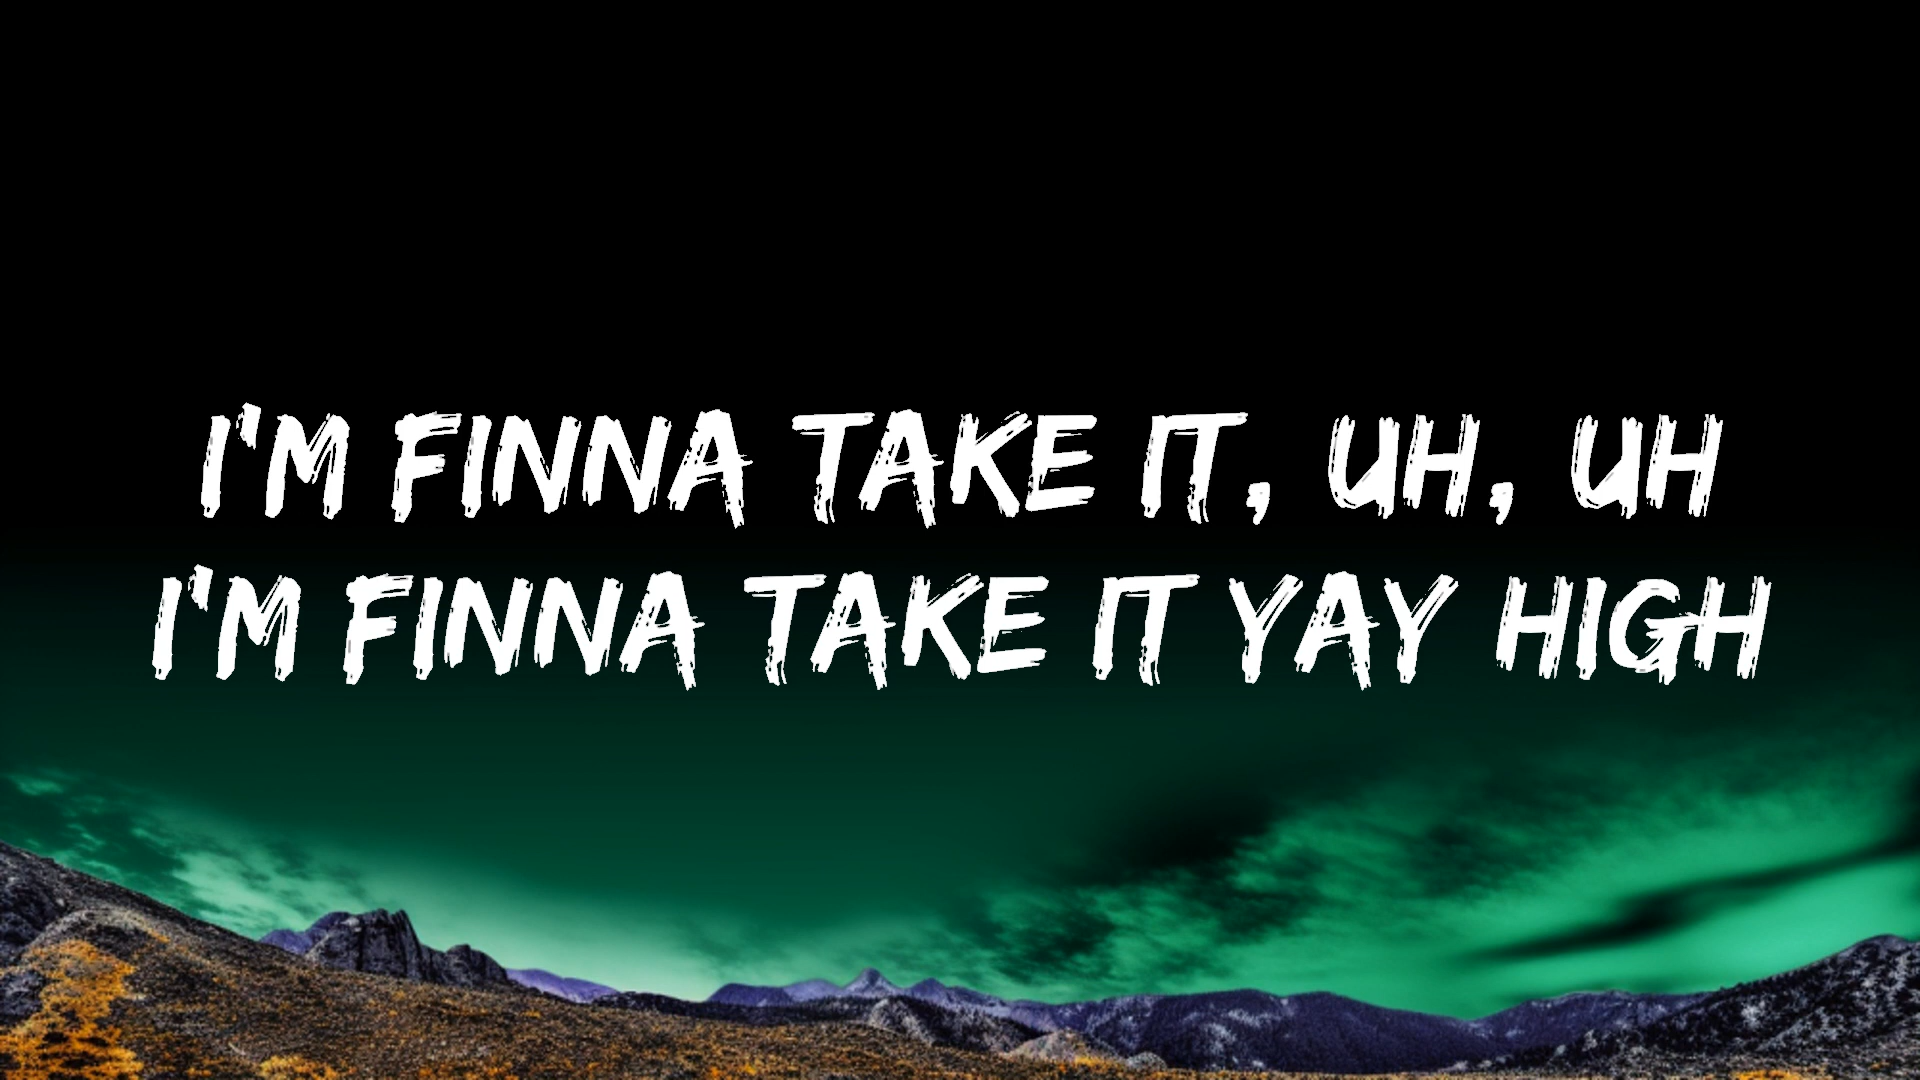 I'M FINNA TAKE IT, UH, UH
I'M FINNA TAKE IT YAY HIGH